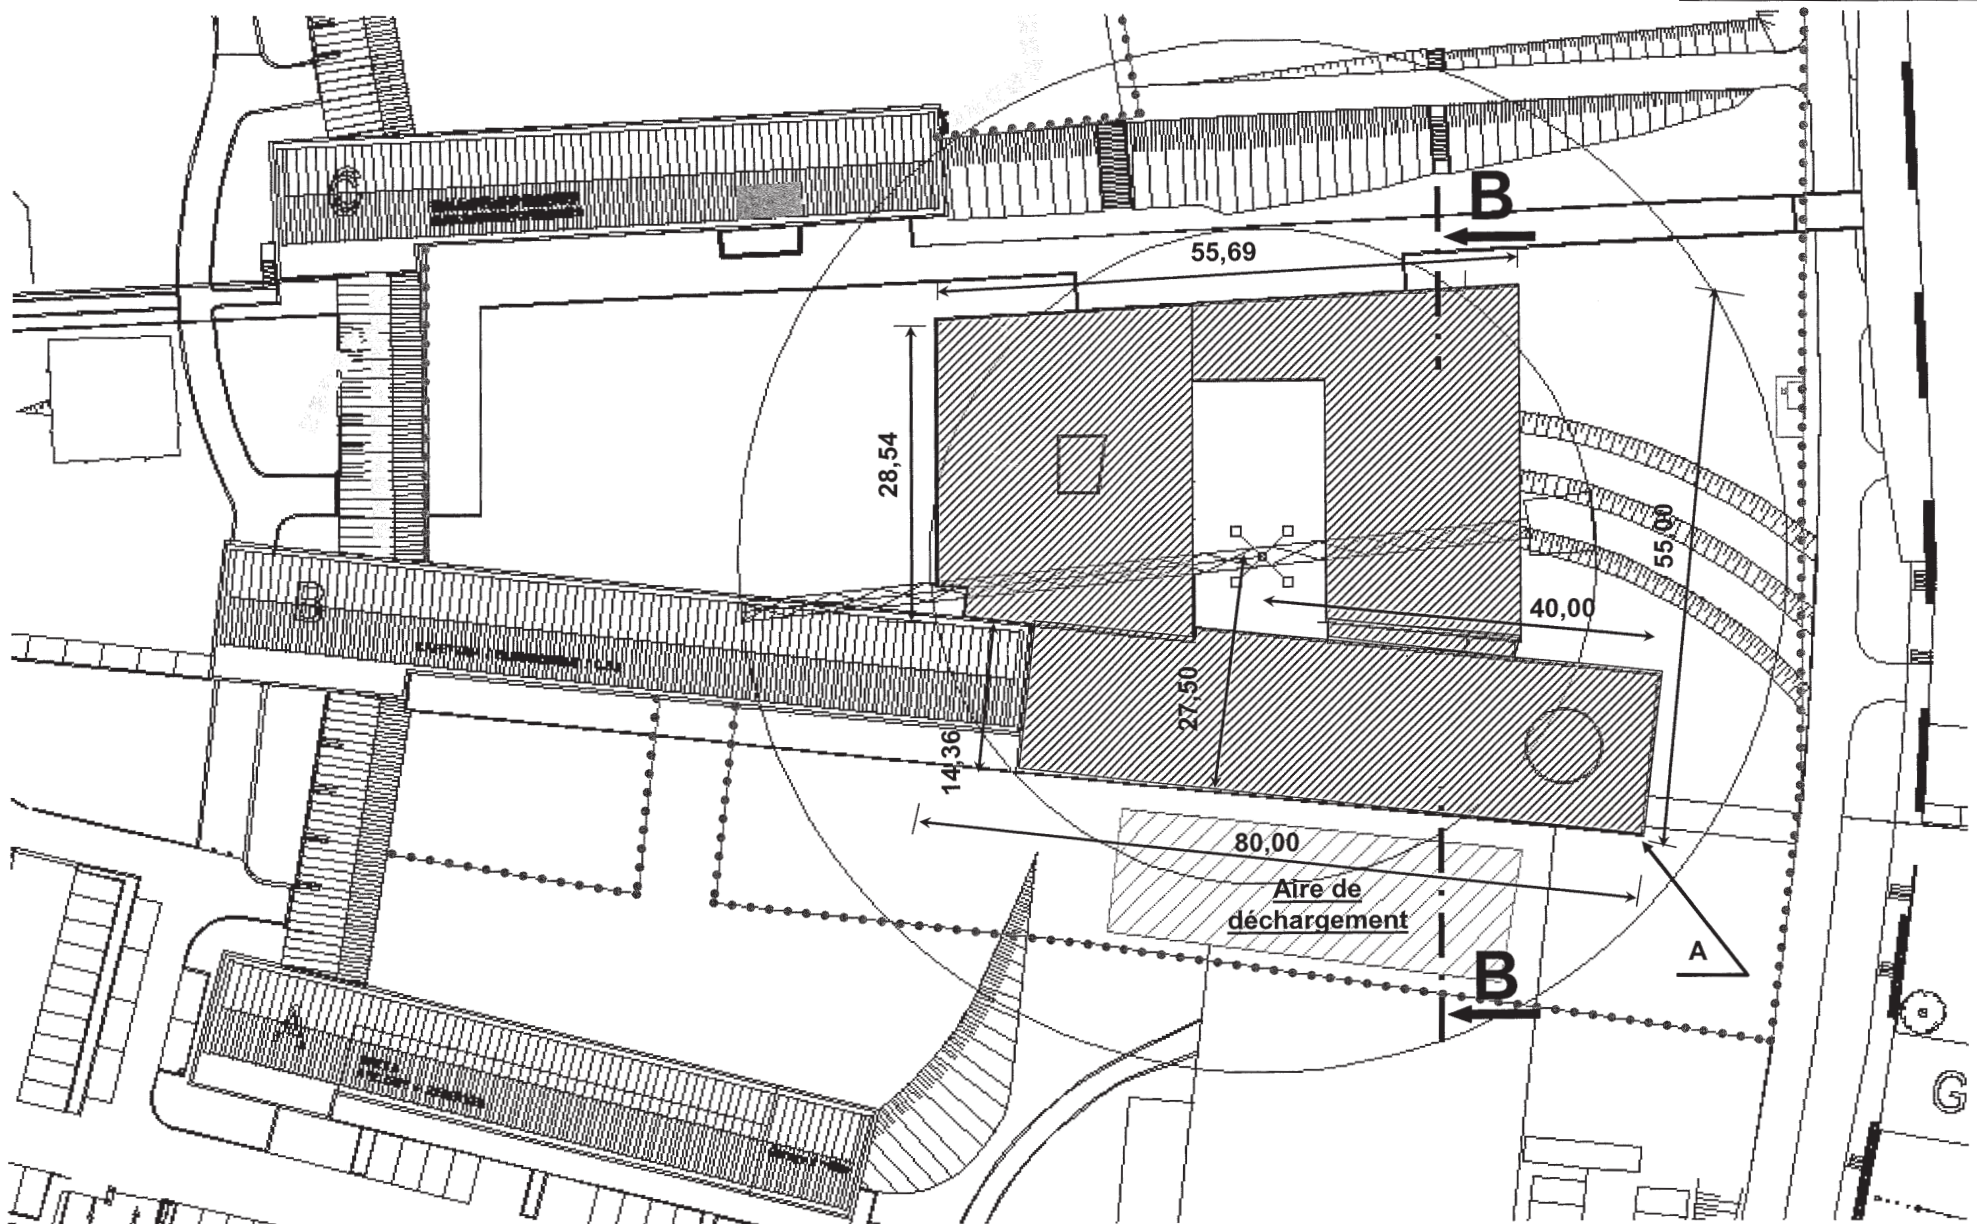 C
B
55,69
28,54
55,00
40,00
B
27,50
14,36
80,00
Aire de
déchargement
A
B
A
G